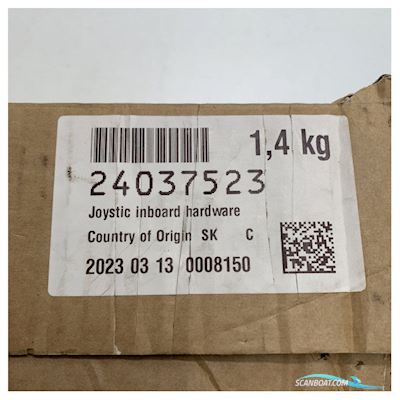 1,4 kg
24037523
Joystic inboard hardware
Country of Origin SK C
2023 03 13 0008150
SCANBOAT.COM